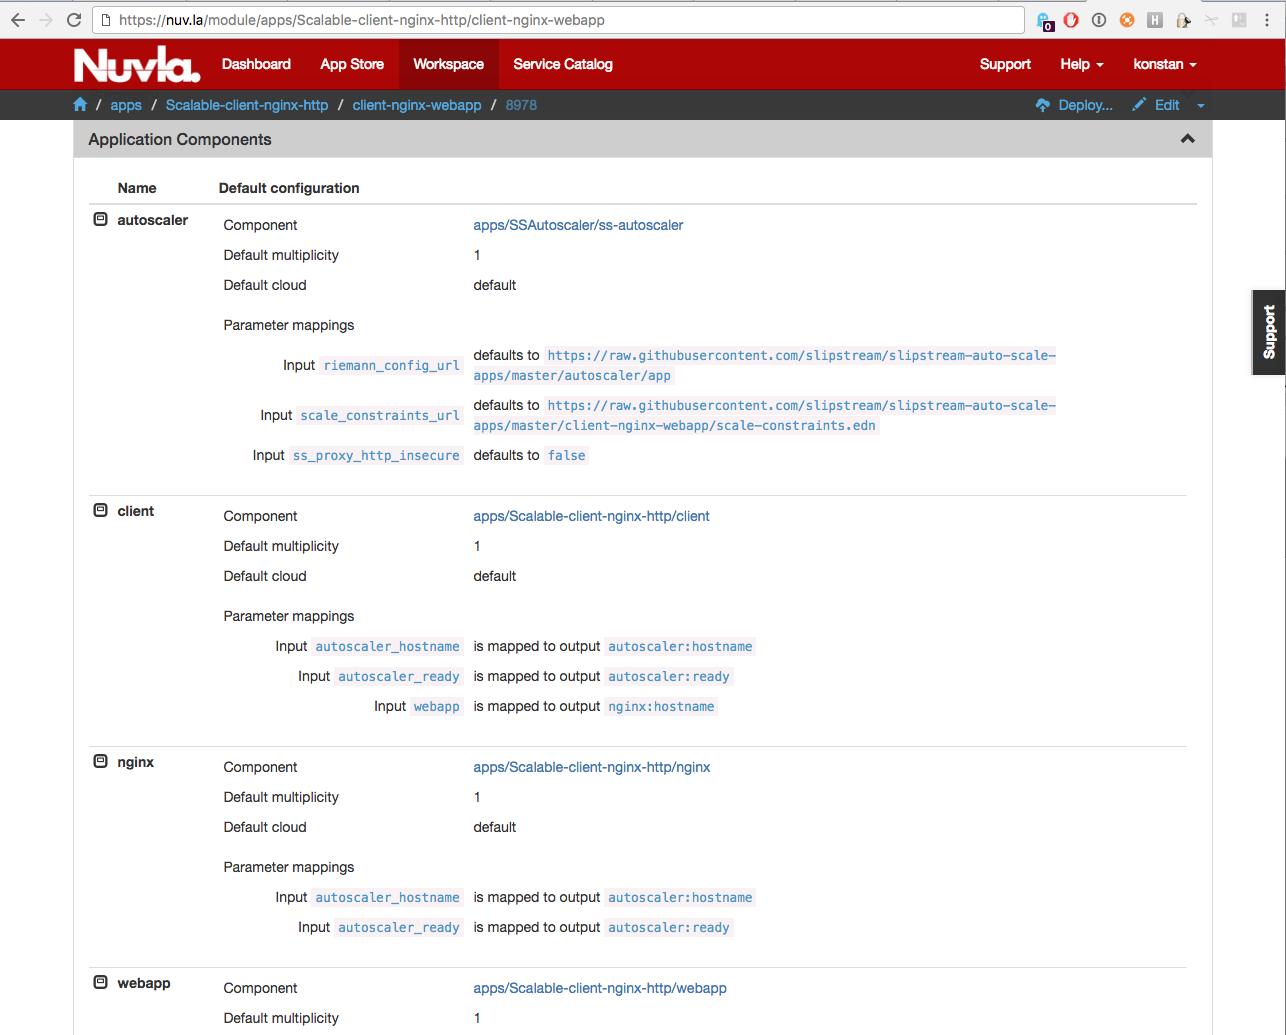 https://nuv.la/module/apps/Scalable-client-nginx-http/client-nginx-webapp
0
H
Nuvla. Dashboard App Store Workspace Service Catalog Support Help konstan
/ apps / Scalable-client-nginx-http / client-nginx-webapp / 8978 Deploy... Edit
Application Components
Name Default configuration
autoscaler
Component apps/SSAutoscaler/ss-autoscaler
Default multiplicity 1
Default cloud default
Parameter mappings
Input riemann_config_url defaults to https://raw.githubusercontent.com/slipstream/slipstream-auto-scale-
apps/master/autoscaler/app
Input scale_constraints_url defaults to https://raw.githubusercontent.com/slipstream/slipstream-auto-scale-
apps/master/client-nginx-webapp/scale-constraints.edn
Input ss_proxy_http_insecure defaults to false
client
Component apps/Scalable-client-nginx-http/client
Default multiplicity 1
Default cloud default
Parameter mappings
Input autoscaler_hostname is mapped to output autoscaler:hostname
Input autoscaler_ready is mapped to output autoscaler:ready
Input webapp is mapped to output nginx:hostname
nginx
Component apps/Scalable-client-nginx-http/nginx
Default multiplicity 1
Default cloud default
Parameter mappings
Input autoscaler_hostname is mapped to output autoscaler:hostname
Input autoscaler_ready is mapped to output autoscaler:ready
webapp
Component apps/Scalable-client-nginx-http/webapp
Default multiplicity 1
Support